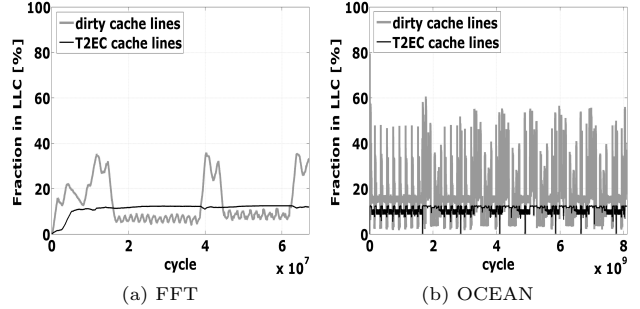 Fraction in LLC [%]
100
80
60
40
20
0
dirty cache lines
T2EC cache lines
0 2 4 6
cycle
x 10^7
(a) FFT
Fraction in LLC [%]
100
80
60
40
20
0
dirty cache lines
T2EC cache lines
0 2 4 6 8
cycle
x 10^9
(b) OCEAN